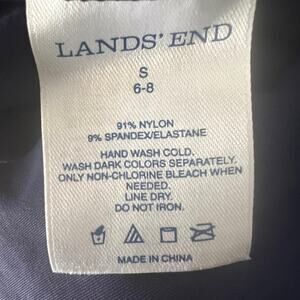 LANDS' END
S
6-8
91% NYLON
9% SPANDEX/ELASTANE
HAND WASH COLD.
WASH DARK COLORS SEPARATELY.
ONLY NON-CHLORINE BLEACH WHEN
NEEDED.
LINE DRY.
DO NOT IRON.
MADE IN CHINA